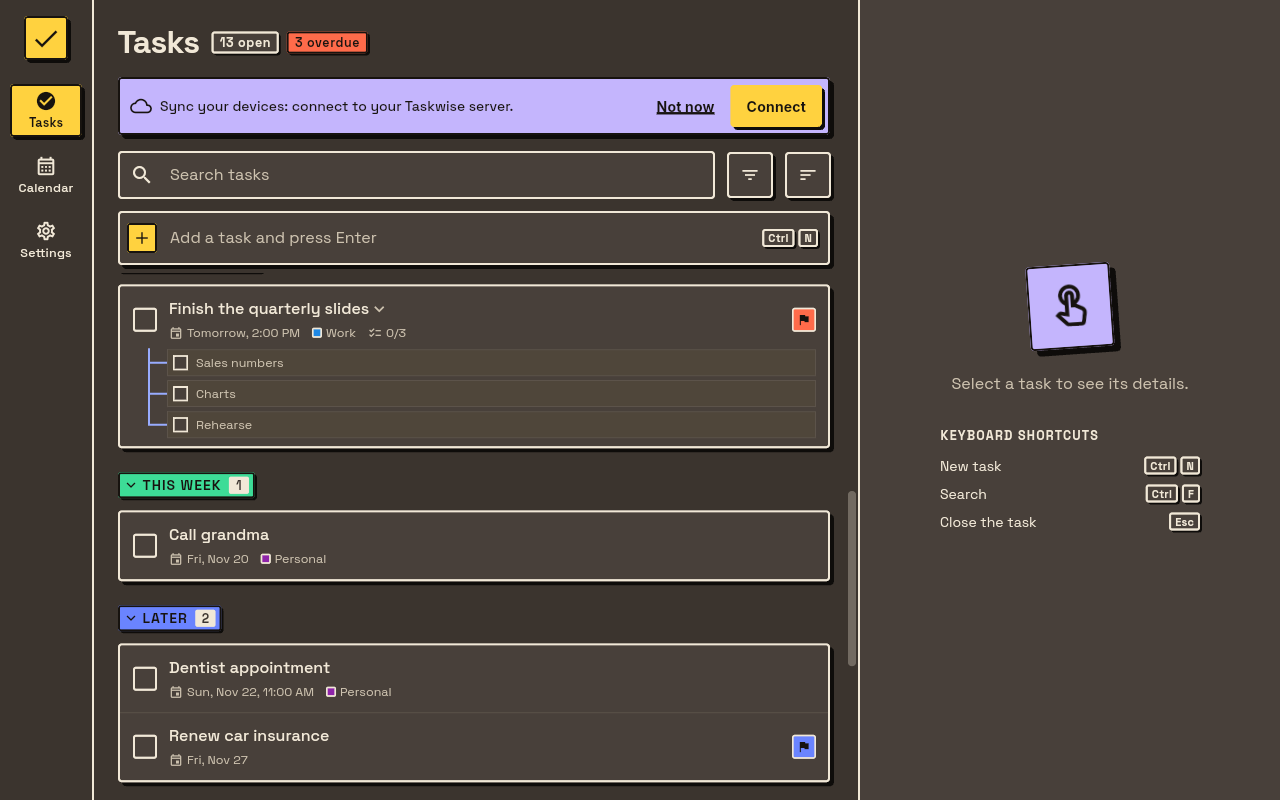 Tasks 13 open 3 overdue
Sync your devices: connect to your Taskwise server. Not now Connect
Search tasks
Add a task and press Enter Ctrl N
Tasks
Calendar
Settings
Finish the quarterly slides
Tomorrow, 2:00 PM Work 0/3
Sales numbers
Charts
Rehearse
THIS WEEK 1
Call grandma
Fri, Nov 20 Personal
LATER 2
Dentist appointment
Sun, Nov 22, 11:00 AM Personal
Renew car insurance
Fri, Nov 27
Select a task to see its details.
KEYBOARD SHORTCUTS
New task Ctrl N
Search Ctrl F
Close the task Esc